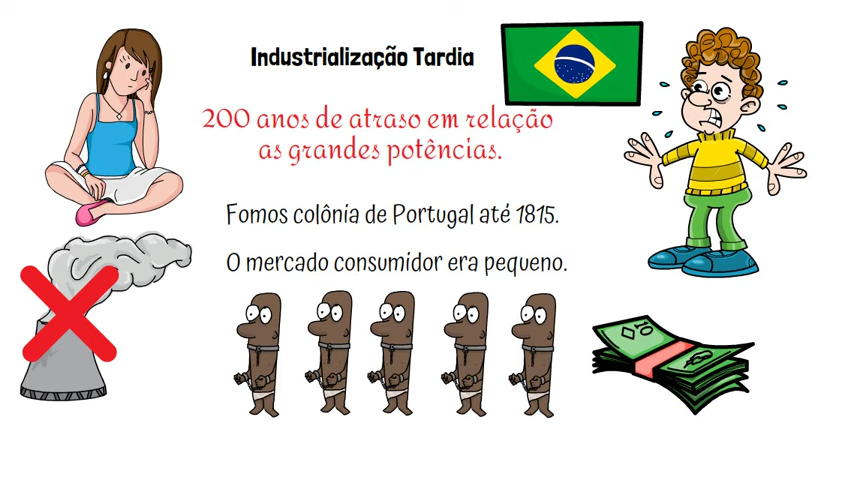 Industrialização Tardia
200 anos de atraso em relação
as grandes potências.
Fomos colônia de Portugal até 1815.
O mercado consumidor era pequeno.